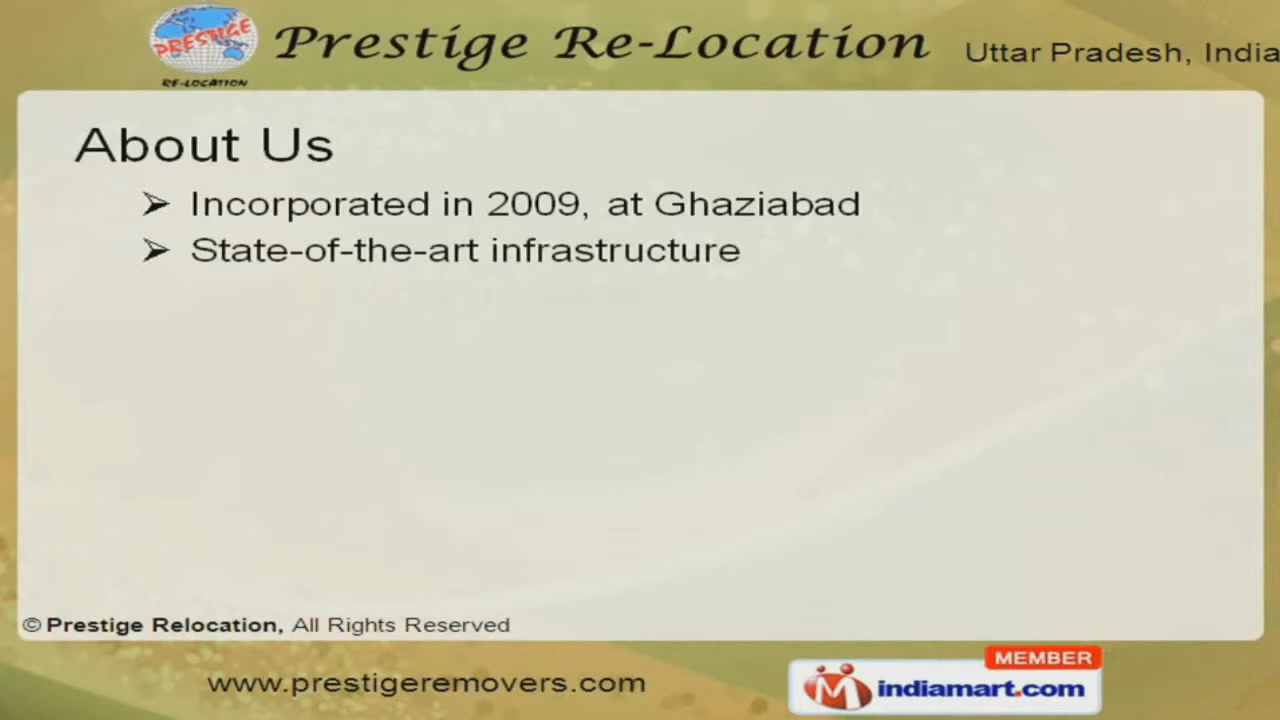 PRESTIGE
RE-LOCATION
Prestige Re-Location
Uttar Pradesh, India
About Us
➢ Incorporated in 2009, at Ghaziabad
➢ State-of-the-art infrastructure
© Prestige Relocation, All Rights Reserved
www.prestigeremovers.com
MEMBER
indiamart.com